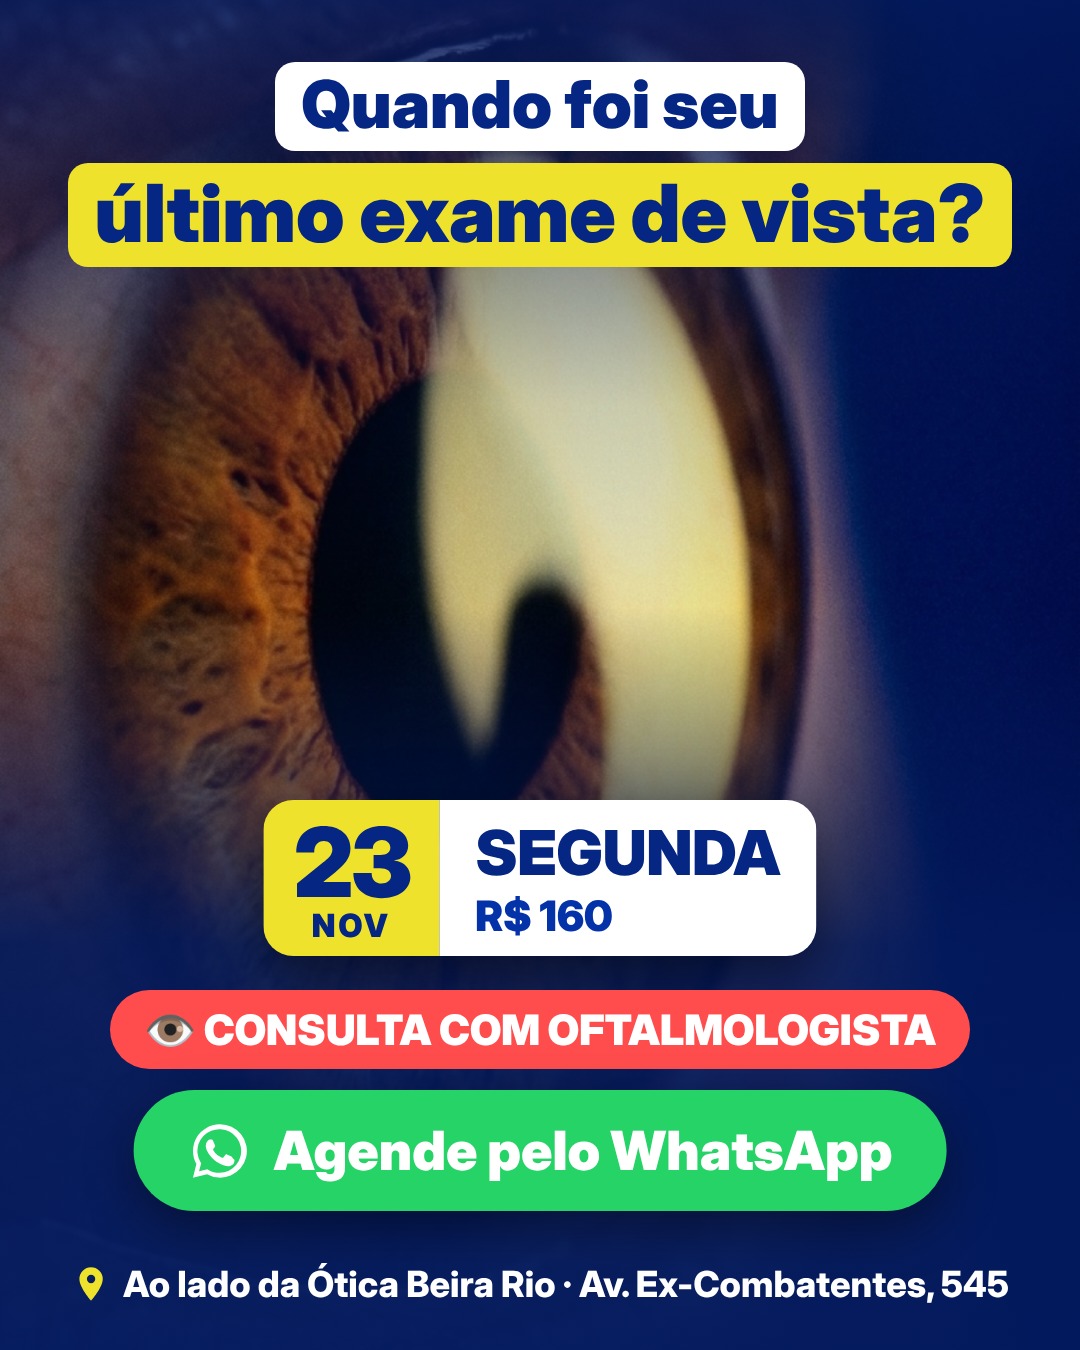 Quando foi seu
último exame de vista?
23
NOV
SEGUNDA
R$ 160
👁️ CONSULTA COM OFTALMOLOGISTA
Agende pelo WhatsApp
Ao lado da Ótica Beira Rio · Av. Ex-Combatentes, 545